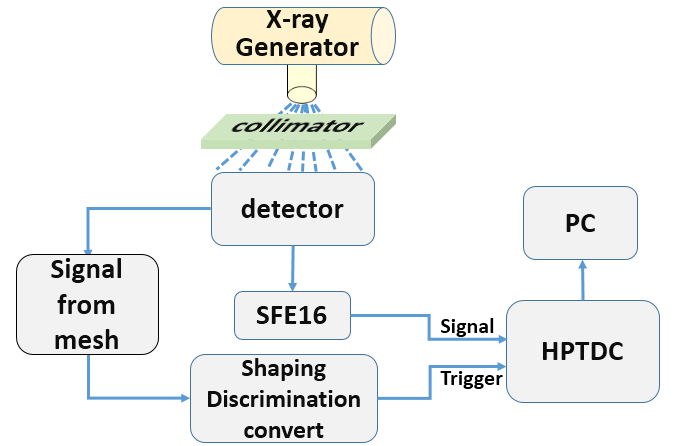 X-ray
Generator
collimator
detector
PC
Signal
from
mesh
SFE16
Signal
HPTDC
Trigger
Shaping
Discrimination
convert